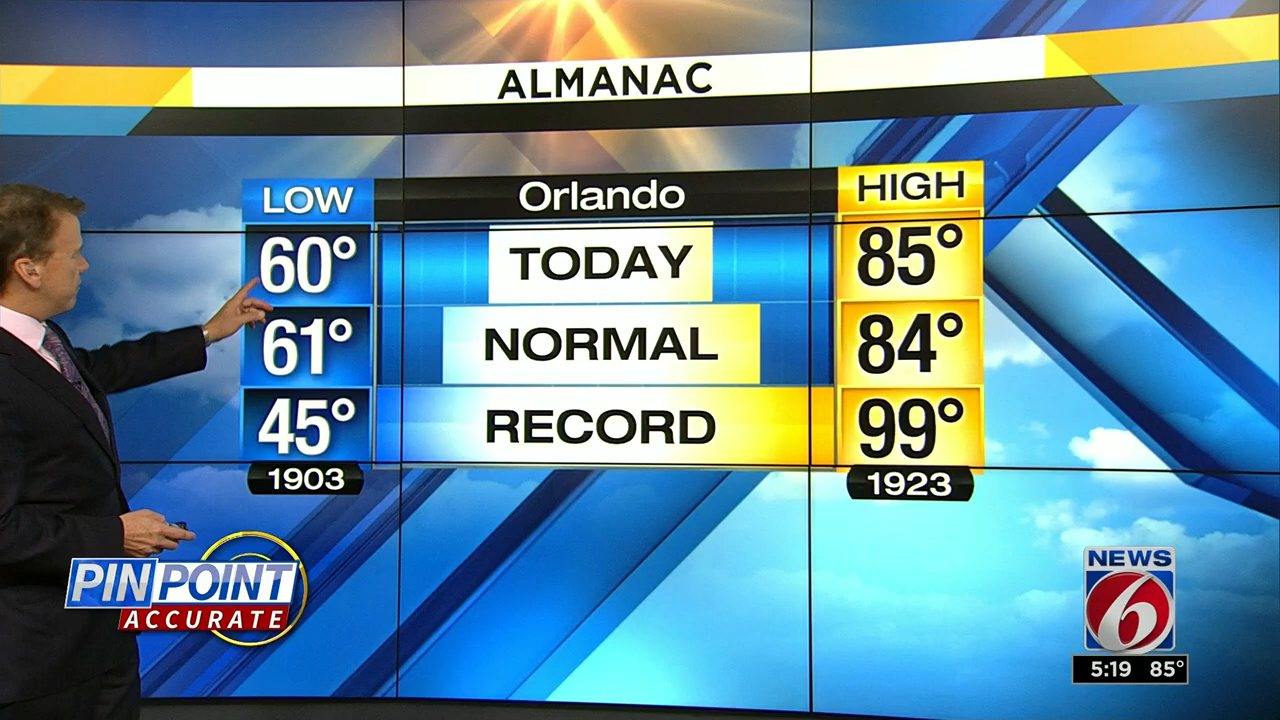 ALMANAC
LOW Orlando HIGH
60° TODAY 85°
61° NORMAL 84°
45° RECORD 99°
1903 1923
PINPOINT
ACCURATE
NEWS
6
5:19 85°